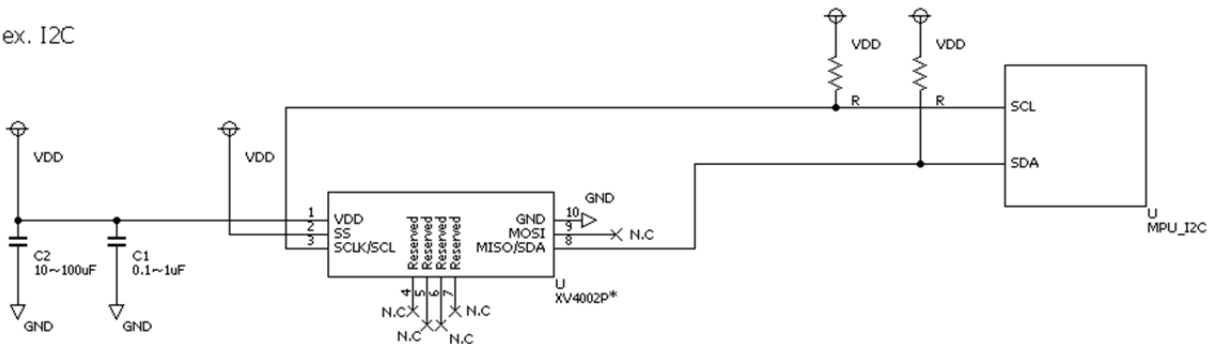 ex. I2C
VDD
VDD
R
R
SCL
SDA
U
MPU_I2C
VDD
VDD
C2
10~100uF
C1
0.1~1uF
GND
GND
1
2
3
VDD
SS
SCLK/SCL
Reserved
Reserved
Reserved
Reserved
GND
MOSI
MISO/SDA
10
9
8
GND
N.C
4
5
6
7
N.C
N.C
N.C
N.C
U
XV4002P*